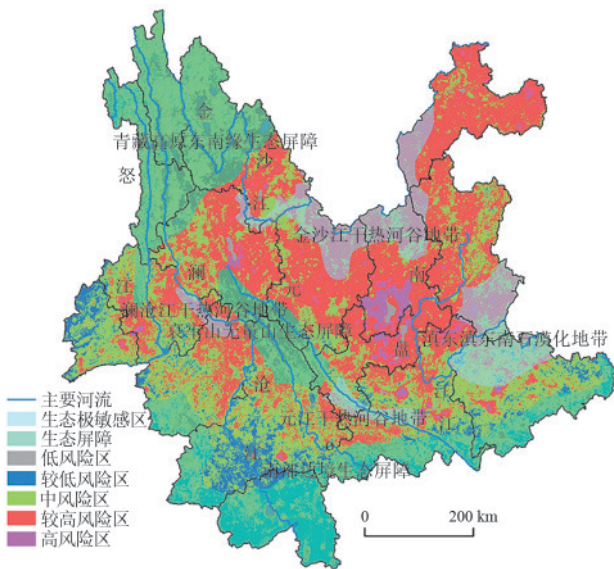 金
青藏高原东南缘生态屏障
怒
沙
江
金沙江干热河谷地带
澜
南
江
元
澜沧江干热河谷地带
哀牢山无量山生态屏障
盘
滇东滇东南石漠化地带
沧
江
江
元江干热河谷地带
南部边境生态屏障
主要河流
生态极敏感区
生态屏障
低风险区
较低风险区
中风险区
较高风险区
高风险区
0 200 km